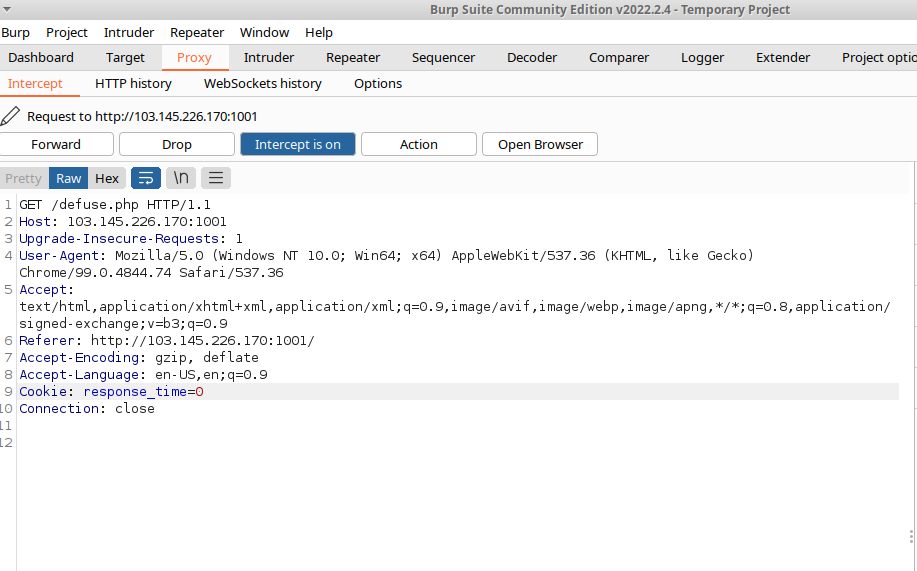 Burp Suite Community Edition v2022.2.4 - Temporary Project
Burp Project Intruder Repeater Window Help
Dashboard Target Proxy Intruder Repeater Sequencer Decoder Comparer Logger Extender Project optio
Intercept HTTP history WebSockets history Options
Request to http://103.145.226.170:1001
Forward Drop Intercept is on Action Open Browser
Pretty Raw Hex \n
1 GET /defuse.php HTTP/1.1
2 Host: 103.145.226.170:1001
3 Upgrade-Insecure-Requests: 1
4 User-Agent: Mozilla/5.0 (Windows NT 10.0; Win64; x64) AppleWebKit/537.36 (KHTML, like Gecko)
Chrome/99.0.4844.74 Safari/537.36
5 Accept:
text/html,application/xhtml+xml,application/xml;q=0.9,image/avif,image/webp,image/apng,*/*;q=0.8,application/
signed-exchange;v=b3;q=0.9
6 Referer: http://103.145.226.170:1001/
7 Accept-Encoding: gzip, deflate
8 Accept-Language: en-US,en;q=0.9
9 Cookie: response_time=0
10 Connection: close
11
12